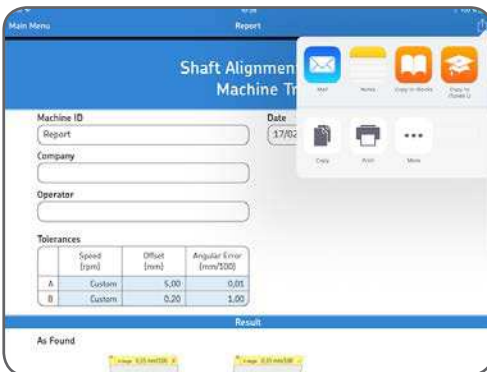 Main Menu
Report
Shaft Alignmen
Machine Tr
Mail
Notes
Copy to iBooks
Copy to
iTunes U
Copy
Print
More
Machine ID
Date
Report
17/02
Company
Operator
Tolerances
Speed
[rpm]
Offset
[mm]
Angular Error
[mm/100]
A Custom 5,00 0,01
B Custom 0,20 1,00
Result
As Found